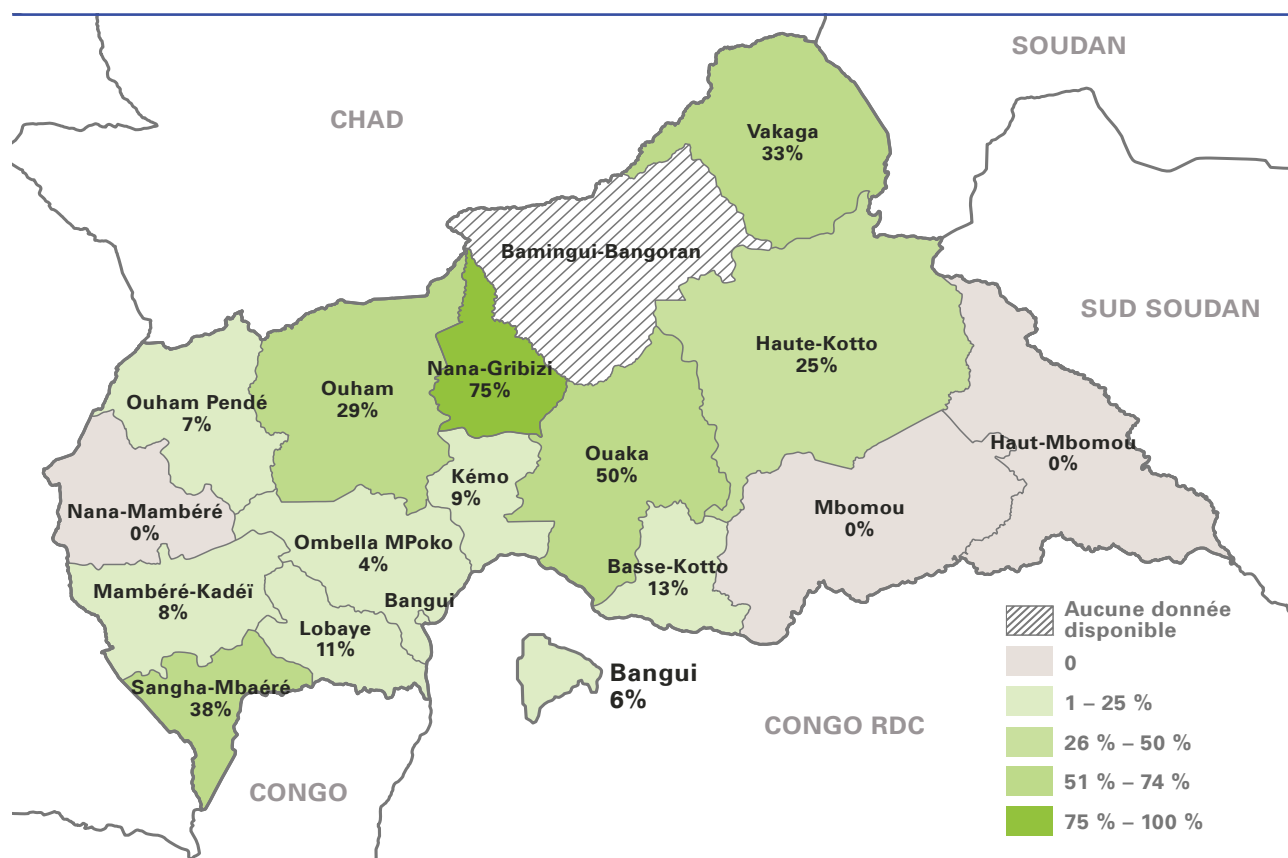 SOUDAN
CHAD
Vakaga
33%
Bamingui-Bangoran
SUD SOUDAN
Haute-Kotto
25%
Nana-Gribizi
75%
Ouham
29%
Ouham Pendé
7%
Haut-Mbomou
0%
Ouaka
50%
Kémo
9%
Nana-Mambéré
0%
Mbomou
0%
Ombella MPoko
4%
Basse-Kotto
13%
Mambéré-Kadéï
8%
Bangui
Lobaye
11%
Sangha-Mbaéré
38%
Bangui
6%
CONGO RDC
CONGO
Aucune donnée
disponible
0
1 – 25 %
26 % – 50 %
51 % – 74 %
75 % – 100 %